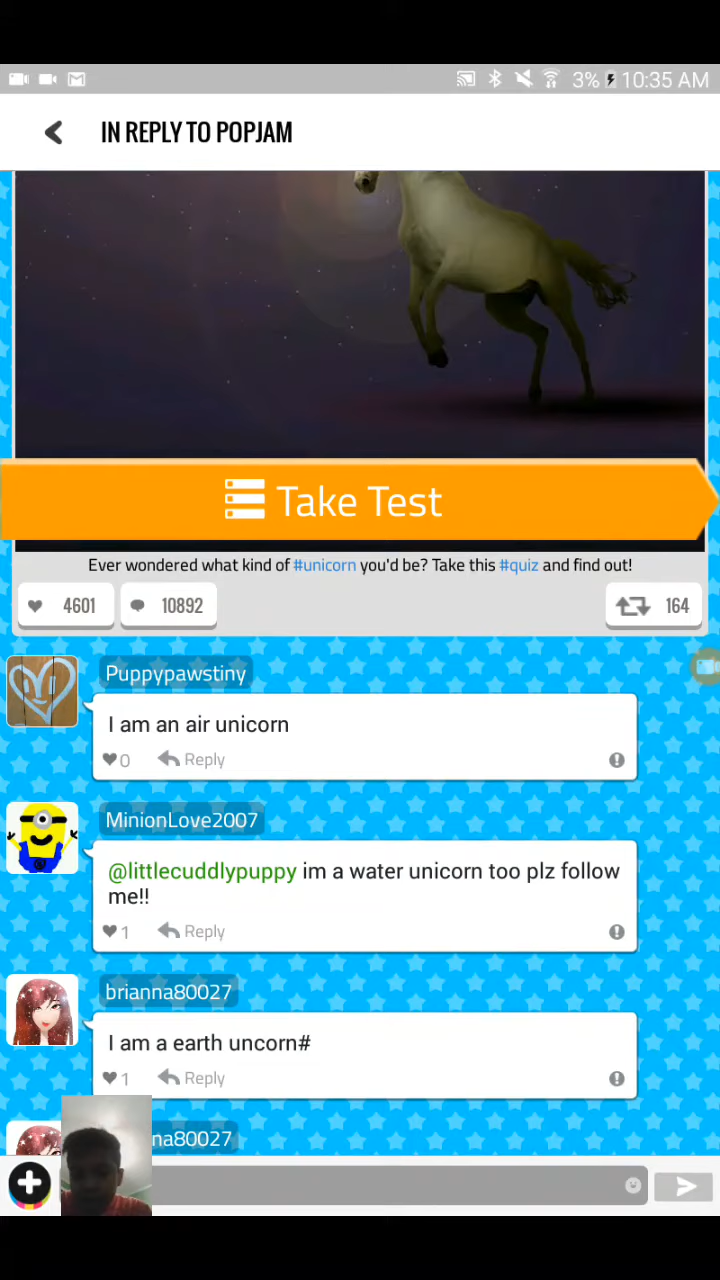 3% 10:35 AM
IN REPLY TO POPJAM
Take Test
Ever wondered what kind of #unicorn you'd be? Take this #quiz and find out!
4601 10892 164
Puppypawstiny
I am an air unicorn
0 Reply
MinionLove2007
@littlecuddlypuppy im a water unicorn too plz follow
me!!
1 Reply
brianna80027
I am a earth uncorn#
1 Reply
na80027